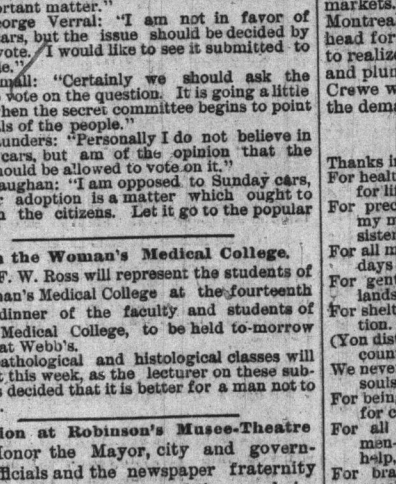 ortant matter."
eorge Verral: "I am not in favor of
ars, but the issue should be decided by
vote. I would like to see it submitted to
le."
mall: "Certainly we should ask the
vote on the question. It is going a little
when the secret committee begins to point
ls of the people."
unders: "Personally I do not believe in
cars, but am of the opinion that the
hould be allowed to vote on it."
aughan: "I am opposed to Sunday cars,
r adoption is a matter which ought to
h the citizens. Let it go to the popular
n the Woman's Medical College.
F. W. Ross will represent the students of
nan's Medical College at the fourteenth
dinner of the faculty and students of
Medical College, to be held to-morrow
at Webb's.
athological and histological classes will
t this week, as the lecturer on these sub-
s decided that it is better for a man not to
ion at Robinson's Musee-Theatre
onor the Mayor, city and govern-
fficials and the newspaper fraternity
markets.
Montrea
head for
to realize
and plun
Crewe w
the dema
Thanks i
For healt
for li
For prec
my m
sister
For all m
days
For gent
lands
For shelt
tion.
(Yon dis
coun
We neve
souls
For bein
for c
For all
men-
help,
For bra